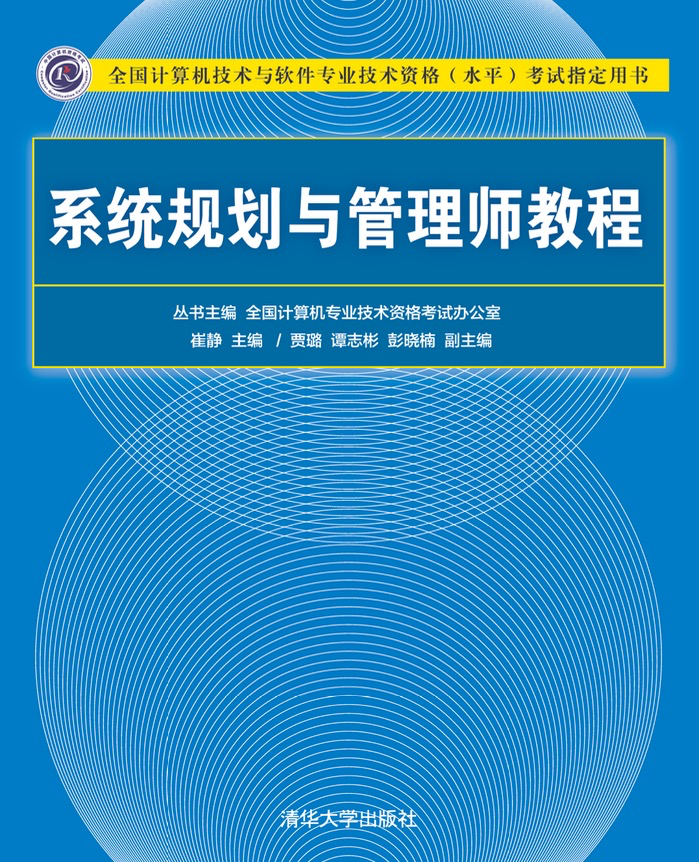 全国计算机技术与软件专业技术资格（水平）考试指定用书
系统规划与管理师教程
丛书主编 全国计算机专业技术资格考试办公室
崔静 主编 / 贾璐 谭志彬 彭晓楠 副主编
清华大学出版社